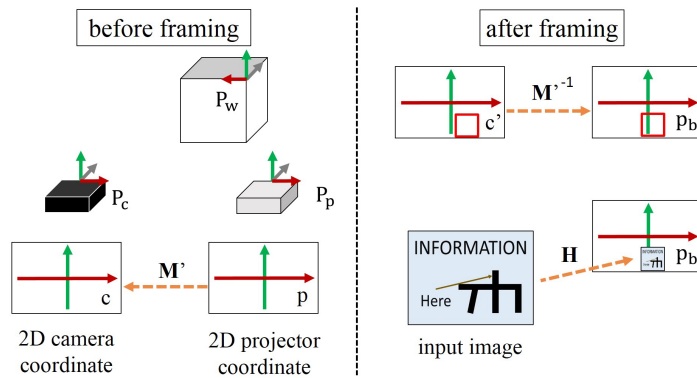 before framing
P_w
P_c
P_p
M'
c
p
2D camera
coordinate
2D projector
coordinate
after framing
M'^-1
c'
p_b
INFORMATION
Here
H
INFORMATION
p_b
input image